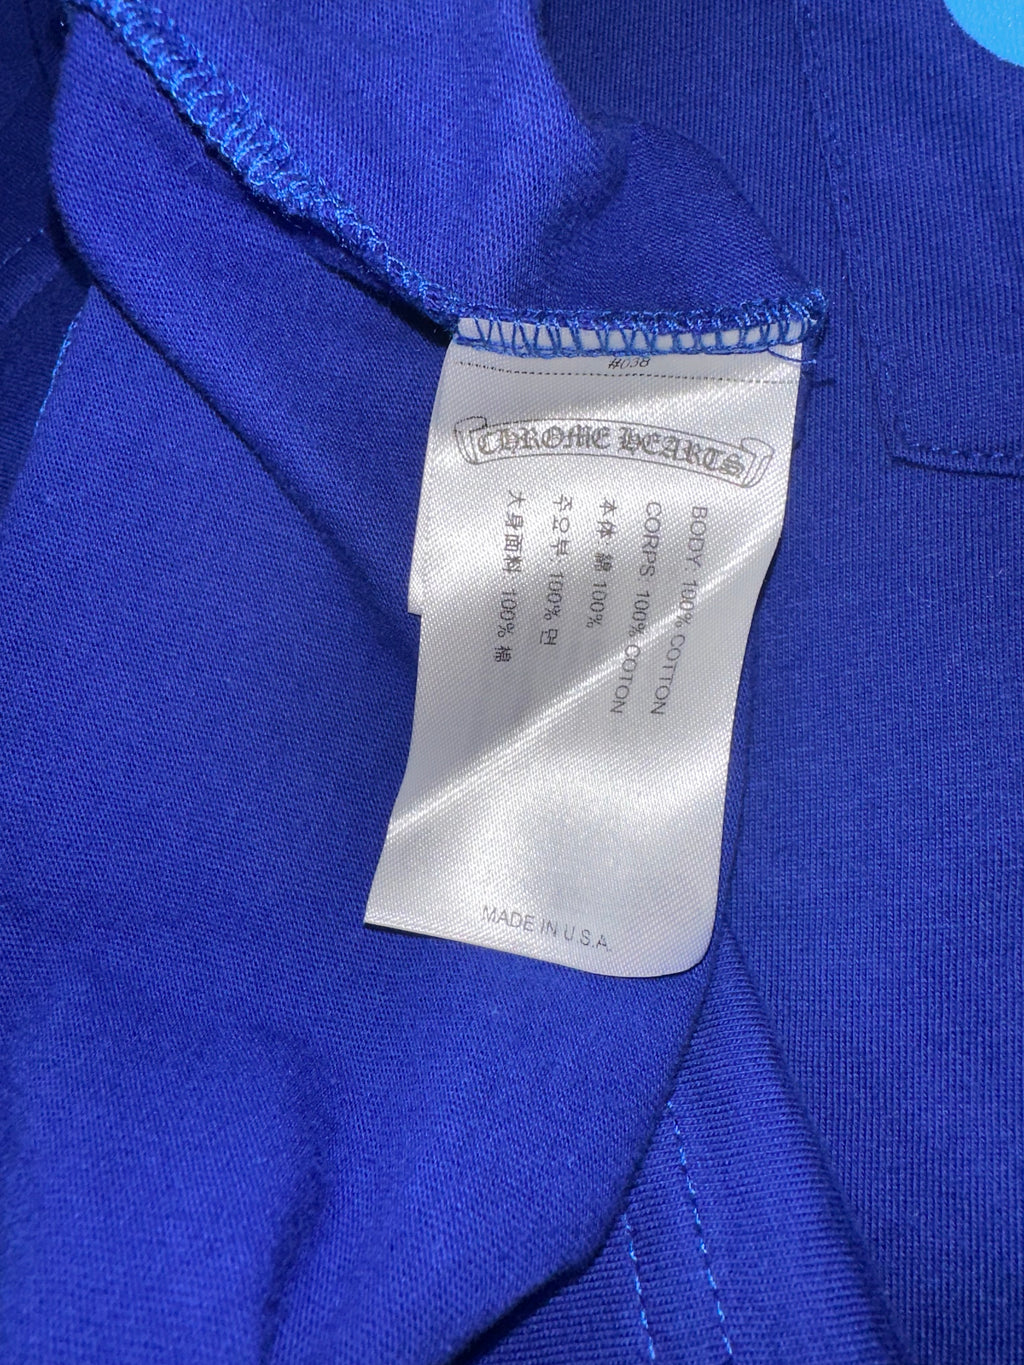 #038
CHROME HEARTS
BODY: 100% COTTON
CORPS: 100% COTON
本体 綿 100%
주요부: 100% 면
大身面料 100% 棉
MADE IN U.S.A.